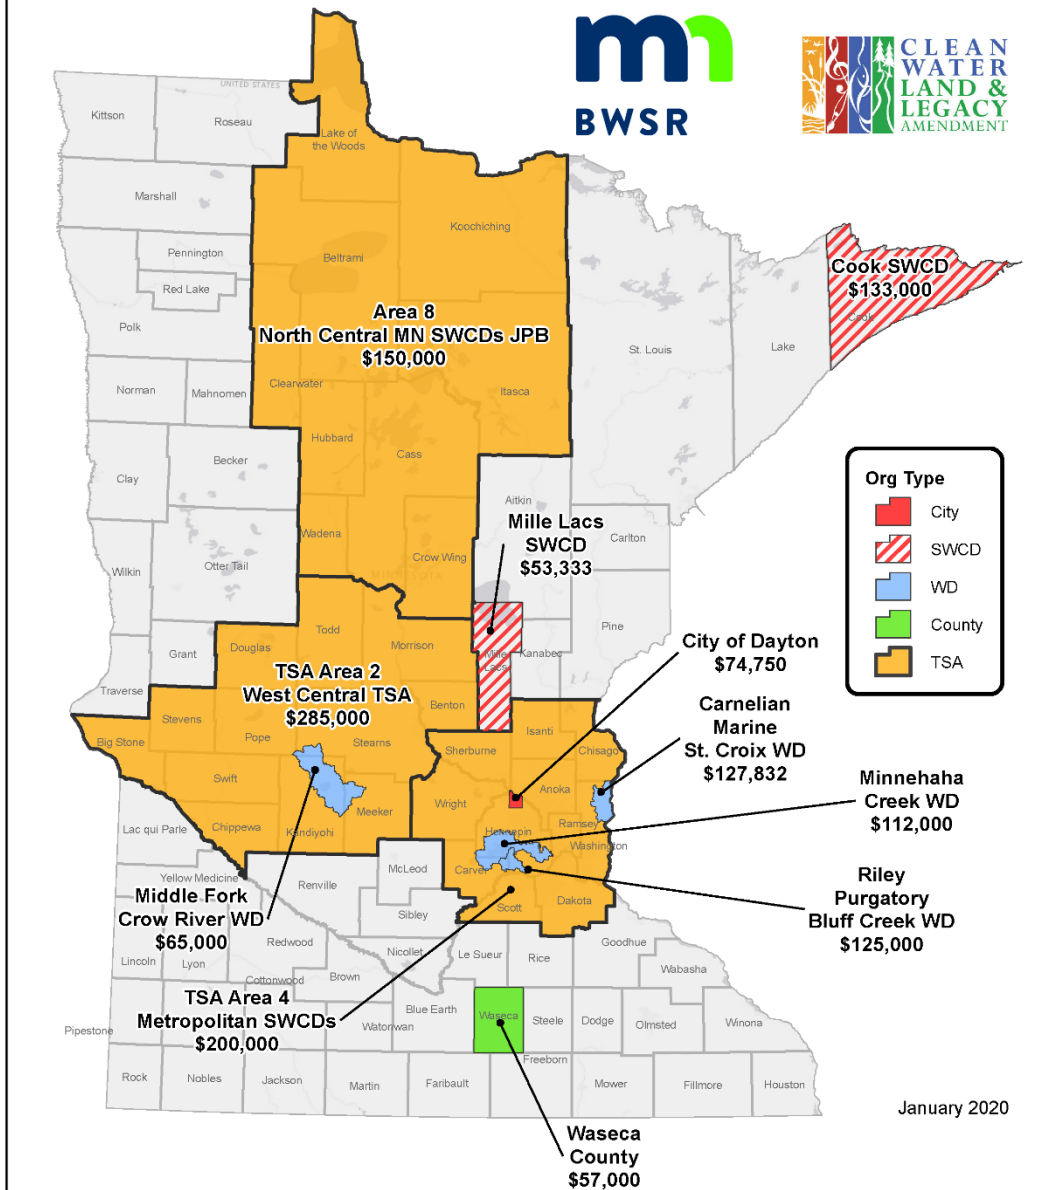 BWSR
CLEAN
WATER
LAND &
LEGACY
AMENDMENT
UNITED STATES
Kittson
Roseau
Lake of
the Woods
Marshall
Koochiching
Pennington
Beltrami
Red Lake
Cook SWCD
$133,000
Cook
Area 8
North Central MN SWCDs JPB
$150,000
Polk
St. Louis
Lake
Norman
Mahnomen
Clearwater
Itasca
Hubbard
Cass
Becker
Clay
Aitkin
Mille Lacs
SWCD
$53,333
Wadena
Crow Wing
Carlton
Otter Tail
Wilkin
MINNESOTA
Org Type
City
SWCD
WD
County
TSA
Todd
Morrison
Pine
Mille
Lacs
Kanabec
Grant
Douglas
Traverse
TSA Area 2
West Central TSA
$285,000
City of Dayton
$74,750
Benton
Stevens
Pope
Stearns
Big Stone
Isanti
Sherburne
Chisago
Carnelian
Marine
St. Croix WD
$127,832
Swift
Meeker
Wright
Anoka
Minnehaha
Creek WD
$112,000
Lac qui Parle
Chippewa
Kandiyohi
Hennepin
Ramsey
Washington
Yellow Medicine
Renville
McLeod
Carver
Riley
Purgatory
Bluff Creek WD
$125,000
Middle Fork
Crow River WD
$65,000
Sibley
Scott
Dakota
Lincoln
Lyon
Redwood
Nicollet
Le Sueur
Rice
Goodhue
Wabasha
Cottonwood
Brown
TSA Area 4
Metropolitan SWCDs
$200,000
Pipestone
Watonwan
Blue Earth
Waseca
Steele
Dodge
Olmsted
Winona
Freeborn
Rock
Nobles
Jackson
Martin
Faribault
Mower
Fillmore
Houston
January 2020
Waseca
County
$57,000